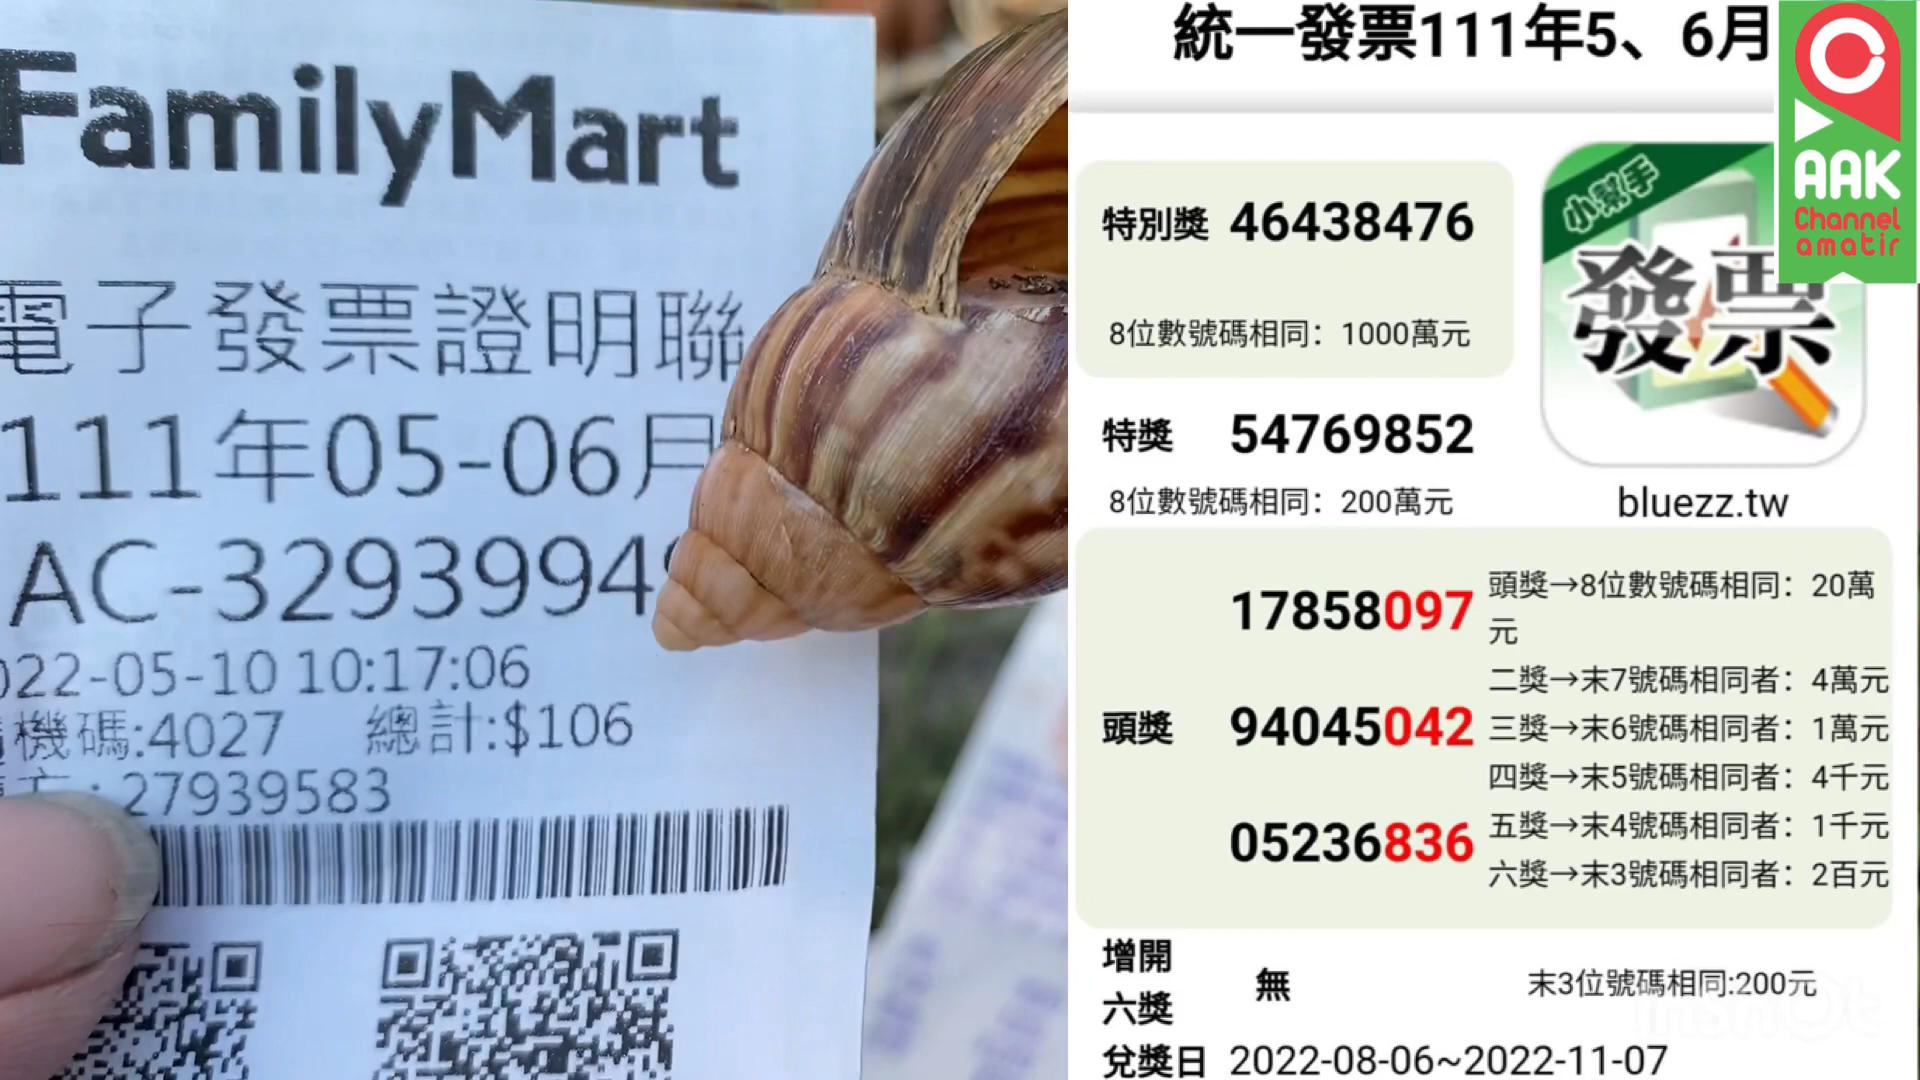 FamilyMart
電子發票證明聯
111年05-06月
AC-3293994
022-05-10 10:17:06
機碼:4027 總計:$106
: 27939583
統一發票111年5、6月
特別獎 46438476
8位數號碼相同：1000萬元
特獎 54769852
8位數號碼相同：200萬元
頭獎
17858097
94045042
05236836
頭獎→8位數號碼相同：20萬
元
二獎→末7號碼相同者：4萬元
三獎→末6號碼相同者：1萬元
四獎→末5號碼相同者：4千元
五獎→末4號碼相同者：1千元
六獎→末3號碼相同者：2百元
增開
六獎
無
末3位號碼相同:200元
兌獎日 2022-08-06~2022-11-07
小幫手
發票
bluezz.tw
AAK
Channel
amatir
InShot